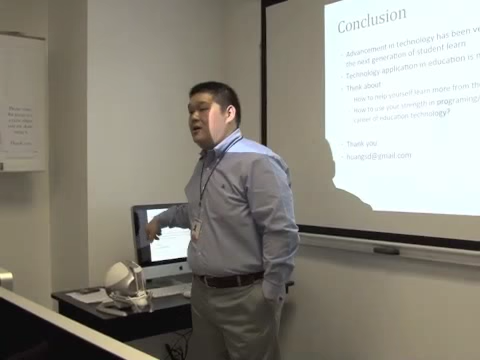 Conclusion
- Advancement in technology has been ve
the next generation of student learn
- Technology application in education is n
- Think about
How to help yourself learn more from the
How to use your strength in programing/
career of education technology?
- Thank you
- huangsd@gmail.com